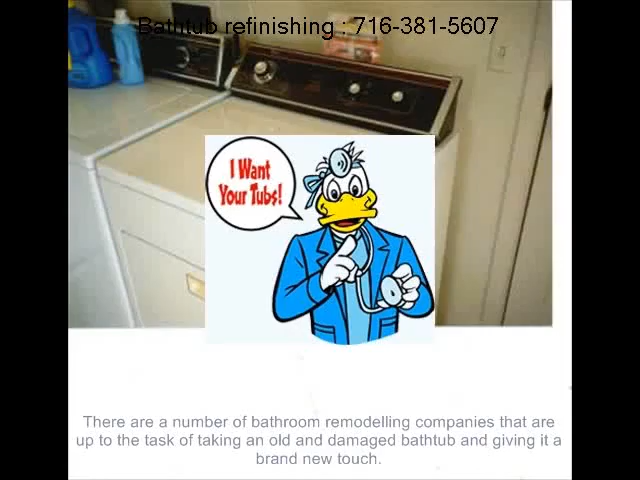 Bathtub refinishing : 716-381-5607
I Want
Your Tubs!
There are a number of bathroom remodelling companies that are
up to the task of taking an old and damaged bathtub and giving it a
brand new touch.